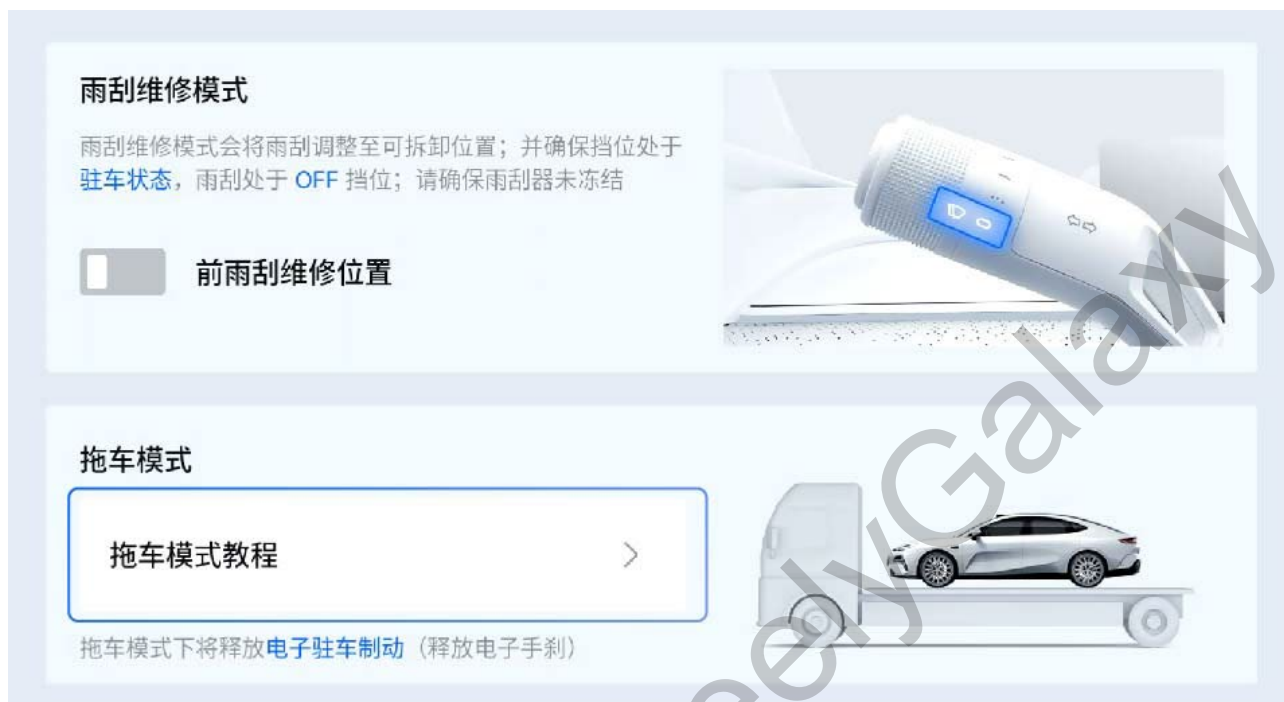 雨刮维修模式
雨刮维修模式会将雨刮调整至可拆卸位置；并确保挡位处于
驻车状态，雨刮处于 OFF 挡位；请确保雨刮器未冻结
前雨刮维修位置
拖车模式
拖车模式教程
拖车模式下将释放电子驻车制动（释放电子手刹）
eelyGalaxy